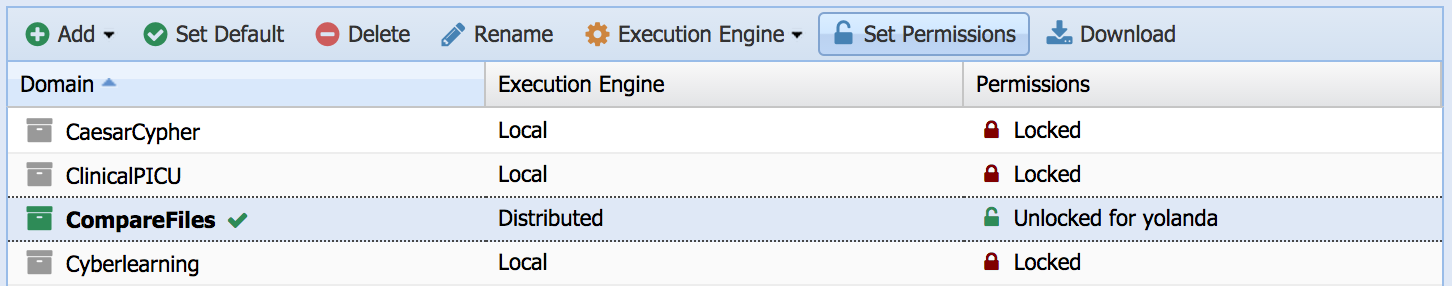 Add Set Default Delete Rename Execution Engine Set Permissions Download
Domain Execution Engine Permissions
CaesarCypher Local Locked
ClinicalPICU Local Locked
CompareFiles Distributed Unlocked for yolanda
Cyberlearning Local Locked